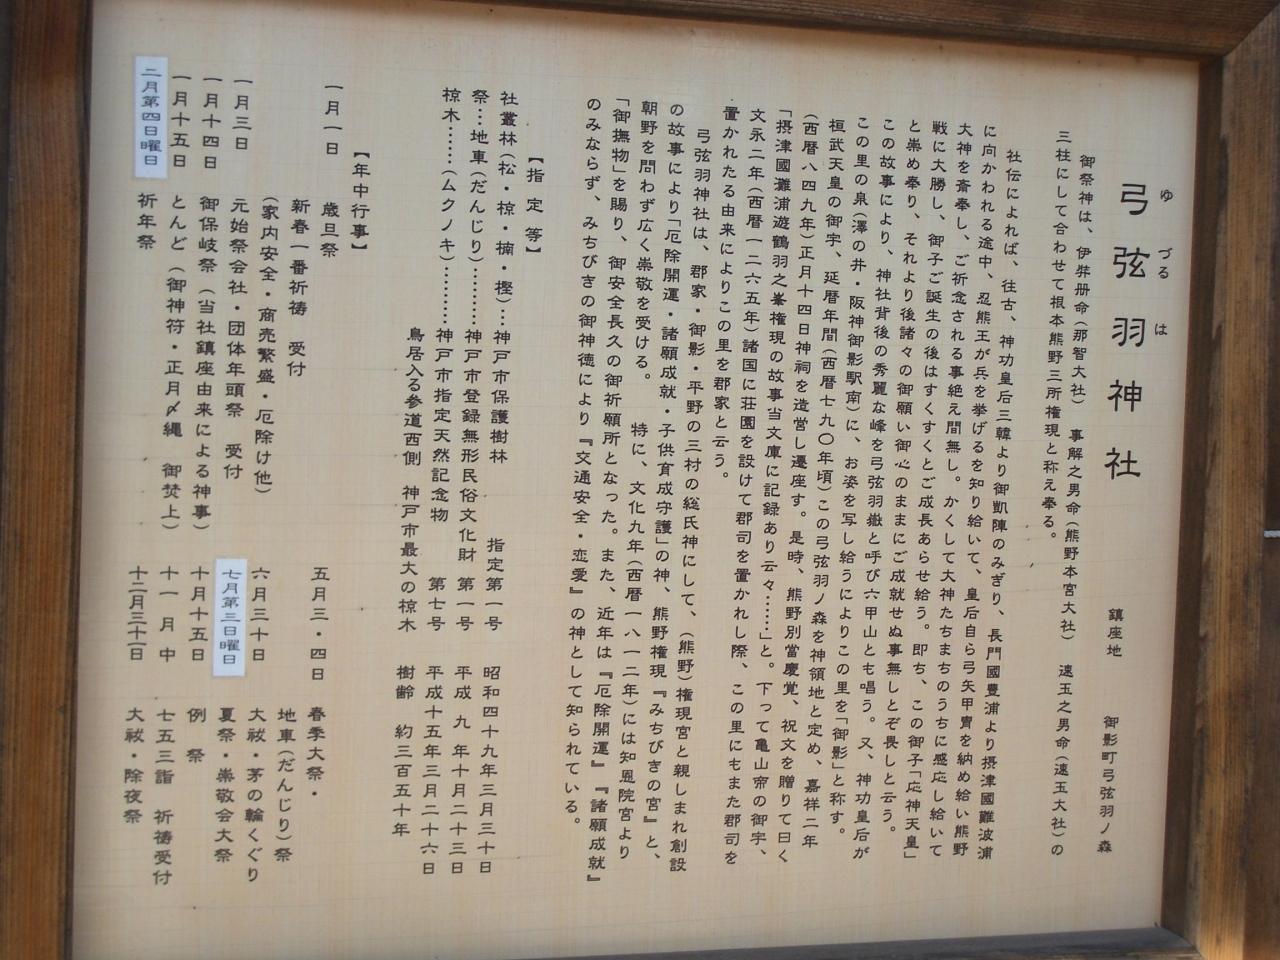 弓弦羽神社
ゆづるは
鎮座地　御影町弓弦羽ノ森
御祭神は、伊弉册命（那智大社）　事解之男命（熊野本宮大社）　速玉之男命（速玉大社）の
三柱にして合わせて根本熊野三所権現と称え奉る。
社伝によれば、往古、神功皇后三韓より御凱陣のみぎり、長門國豊浦より摂津國難波浦
に向かわれる途中、忍熊王が兵を挙げるを知り給いて、皇后自ら弓矢甲冑を納め給い熊野
大神を斎奉し、ご祈念される事絶え間無し。かくして大神たちまちのうちに感応し給いて
戦に大勝し、御子ご誕生の後はすくすくとご成長あらせ給う。即ち、この御子「応神天皇」
と崇め奉り、それより後諸々の御願い御心のままにご成就せぬ事無しとぞ畏しと云う。
この故事により、神社背後の秀麗な峰を弓弦羽嶽と呼び六甲山とも唱う。又、神功皇后が
この里の泉（澤の井・阪神御影駅南）に、お姿を写し給うによりこの里を「御影」と称す。
桓武天皇の御宇、延暦年間（西暦七九〇年頃）この弓弦羽ノ森を神領地と定め、嘉祥二年
（西暦八四九年）正月十四日神祠を造営し遷座す。是時、熊野別當慶覚、祝文を贈りて曰く
「摂津國灘浦遊鶴羽之峯権現の故事当文庫に記録あり云々……」と。下って亀山帝の御宇、
文永二年（西暦一二六五年）諸国に荘園を設けて郡司を置かれし際、この里にもまた郡司を
置かれたる由来によりこの里を郡家と云う。
弓弦羽神社は、郡家・御影・平野の三村の総氏神にして、（熊野）権現宮と親しまれ創設
の故事により「厄除開運・諸願成就・子供育成守護」の神、熊野権現『みちびきの宮』と、
朝野を問わず広く崇敬を受ける。　特に、文化九年（西暦一八一二年）には知恩院宮より
「御撫物」を賜り、御安全長久の御祈願所となった。また、近年は『厄除開運』『諸願成就』
のみならず、みちびきの御神徳により『交通安全・恋愛』の神として知られている。
【指定等】
社叢林（松・椋・楠・樫）…神戸市保護樹林　指定第一号　昭和四十九年三月三十日
祭…地車（だんじり）…………神戸市登録無形民俗文化財　第一号　平成　九　年十月二十三日
椋木……（ムクノキ）…………神戸市指定天然記念物　第七号　平成十五年三月二十六日
鳥居入る参道西側　神戸市最大の椋木　樹齢　約三百五十年
【年中行事】
一月一日　歳旦祭
新春一番祈祷　受付
（家内安全・商売繁盛・厄除け他）
一月三日　元始祭会社・団体年頭祭　受付
一月十四日　御保岐祭（当社鎮座由来による神事）
一月十五日　とんど（御神符・正月〆縄　御焚上）
二月第四日曜日　祈年祭
五月三・四日　春季大祭・
地車（だんじり）祭
六月三十日　大祓・茅の輪くぐり
七月第三日曜日　夏祭・崇敬会大祭
十月十五日　例　祭
十一月中　七五三詣　祈祷受付
十二月三十一日　大祓・除夜祭